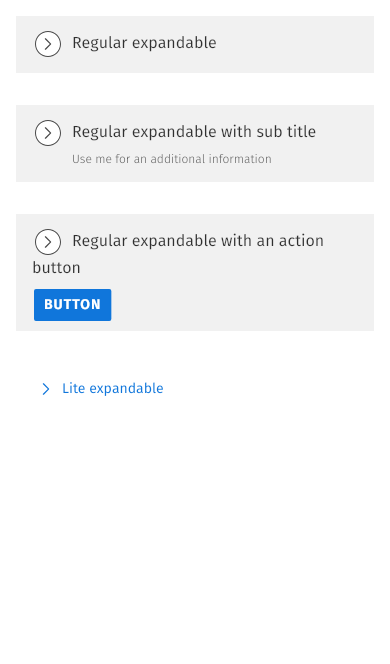 Regular expandable
Regular expandable with sub title
Use me for an additional information
Regular expandable with an action
button
BUTTON
Lite expandable